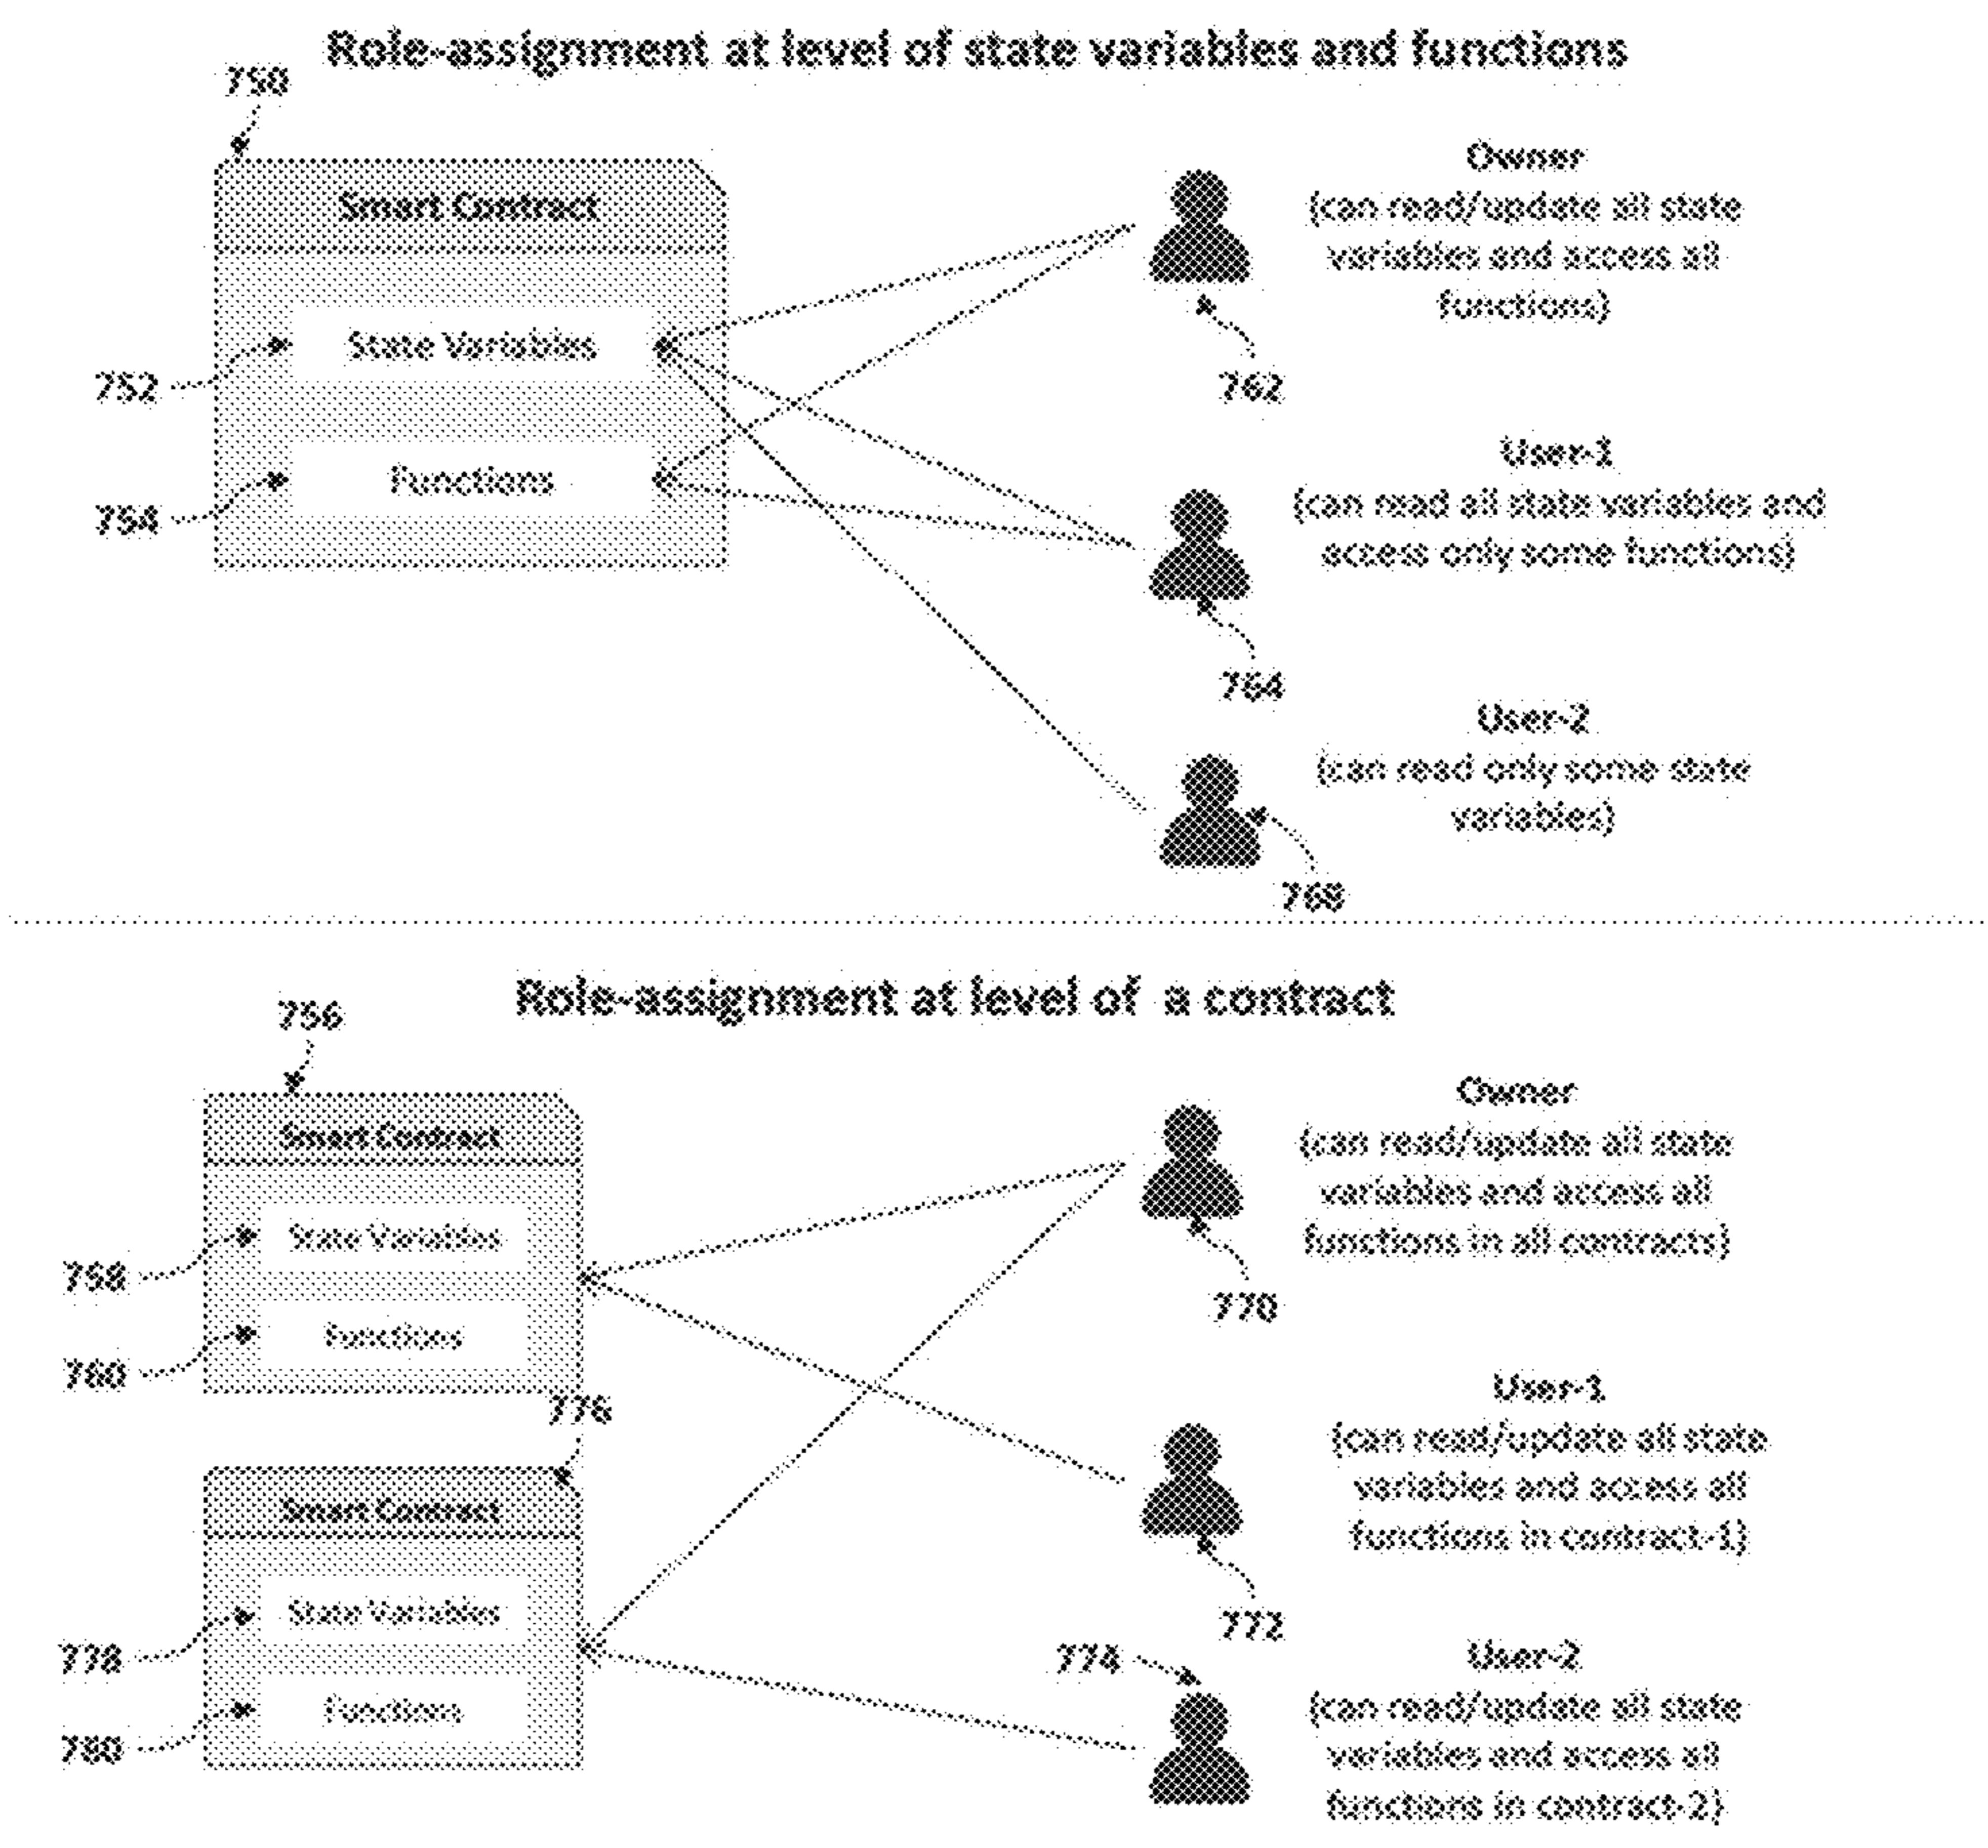 Role-assignment at level of state variables and functions
750
Smart Contract
State Variables
752
Functions
754
Owner
(can read/update all state
variables and access all
functions)
762
User-1
(can read all state variables and
access only some functions)
764
User-2
(can read only some state
variables)
768
Role-assignment at level of a contract
756
Smart Contract
State Variables
758
Functions
760
776
Smart Contract
State Variables
778
Functions
780
Owner
(can read/update all state
variables and access all
functions in all contracts)
770
User-1
(can read/update all state
variables and access all
functions in contract-1)
772
774
User-2
(can read/update all state
variables and access all
functions in contract-2)